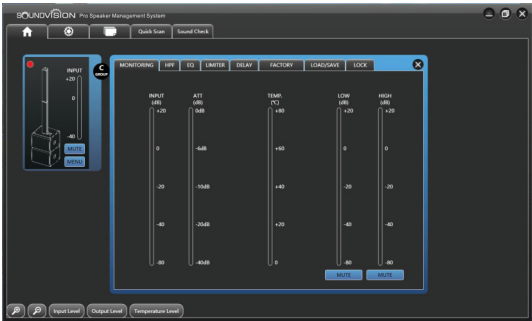 SOUNDVISION Pro Speaker Management System
Quick Scan Sound Check
INPUT
+20
0
-40
MUTE
MENU
C
GROUP
MONITORING HPF EQ LIMITER DELAY FACTORY LOAD/SAVE LOCK
INPUT ATT TEMP. LOW HIGH
(dB) (dB) (°C) (dB) (dB)
+20 0dB +80 +20 +20
0 -6dB +60 0 0
-20 -10dB +40 -20 -20
-40 -20dB +20 -40 -40
-80 -40dB 0 -80 -80
MUTE MUTE
Input Level Output Level Temperature Level